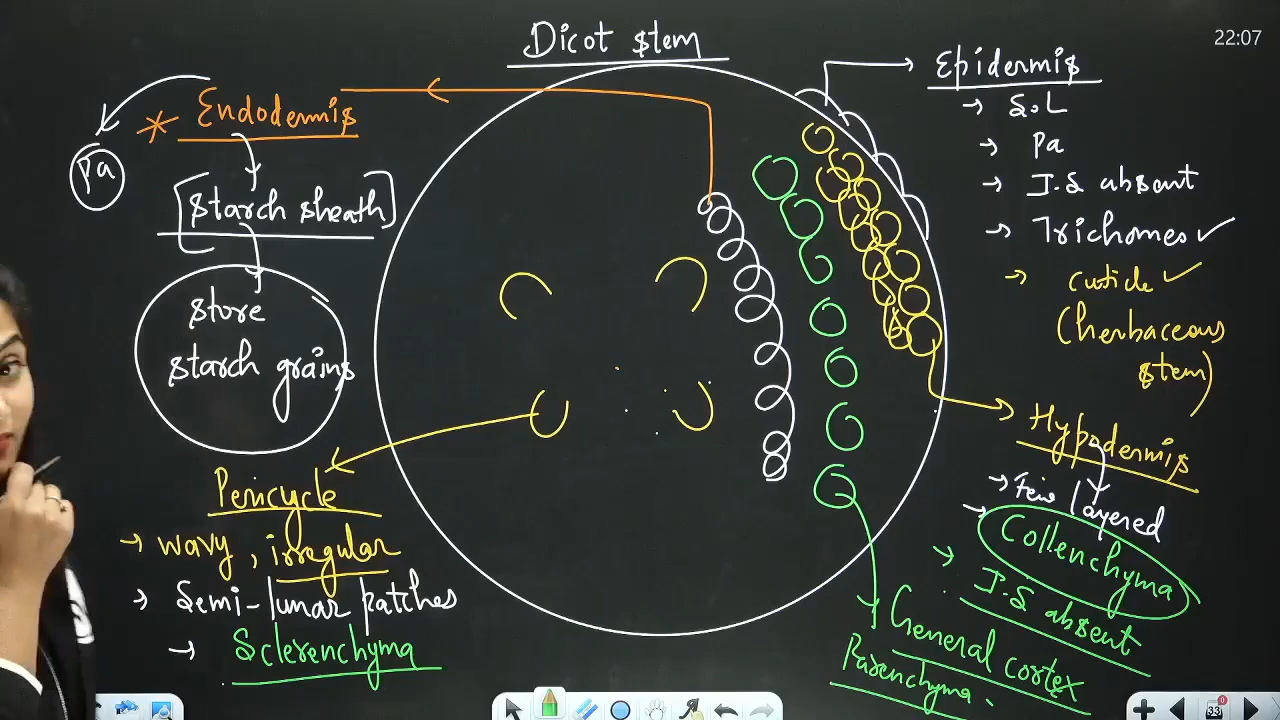 Dicot stem
22:07
Epidermis
→ S.L
→ Pa
→ I.S absent
→ Trichomes ✓
→ cuticle ✓
(herbaceous
stem)
Hypodermis
→ Few layered
→ Collenchyma
→ I.S absent
General cortex
Parenchyma
* Endodermis
Pa
[starch sheath]
store
starch grains
Pericycle
→ wavy, irregular
→ Semi-lunar patches
→ Sclerenchyma
33